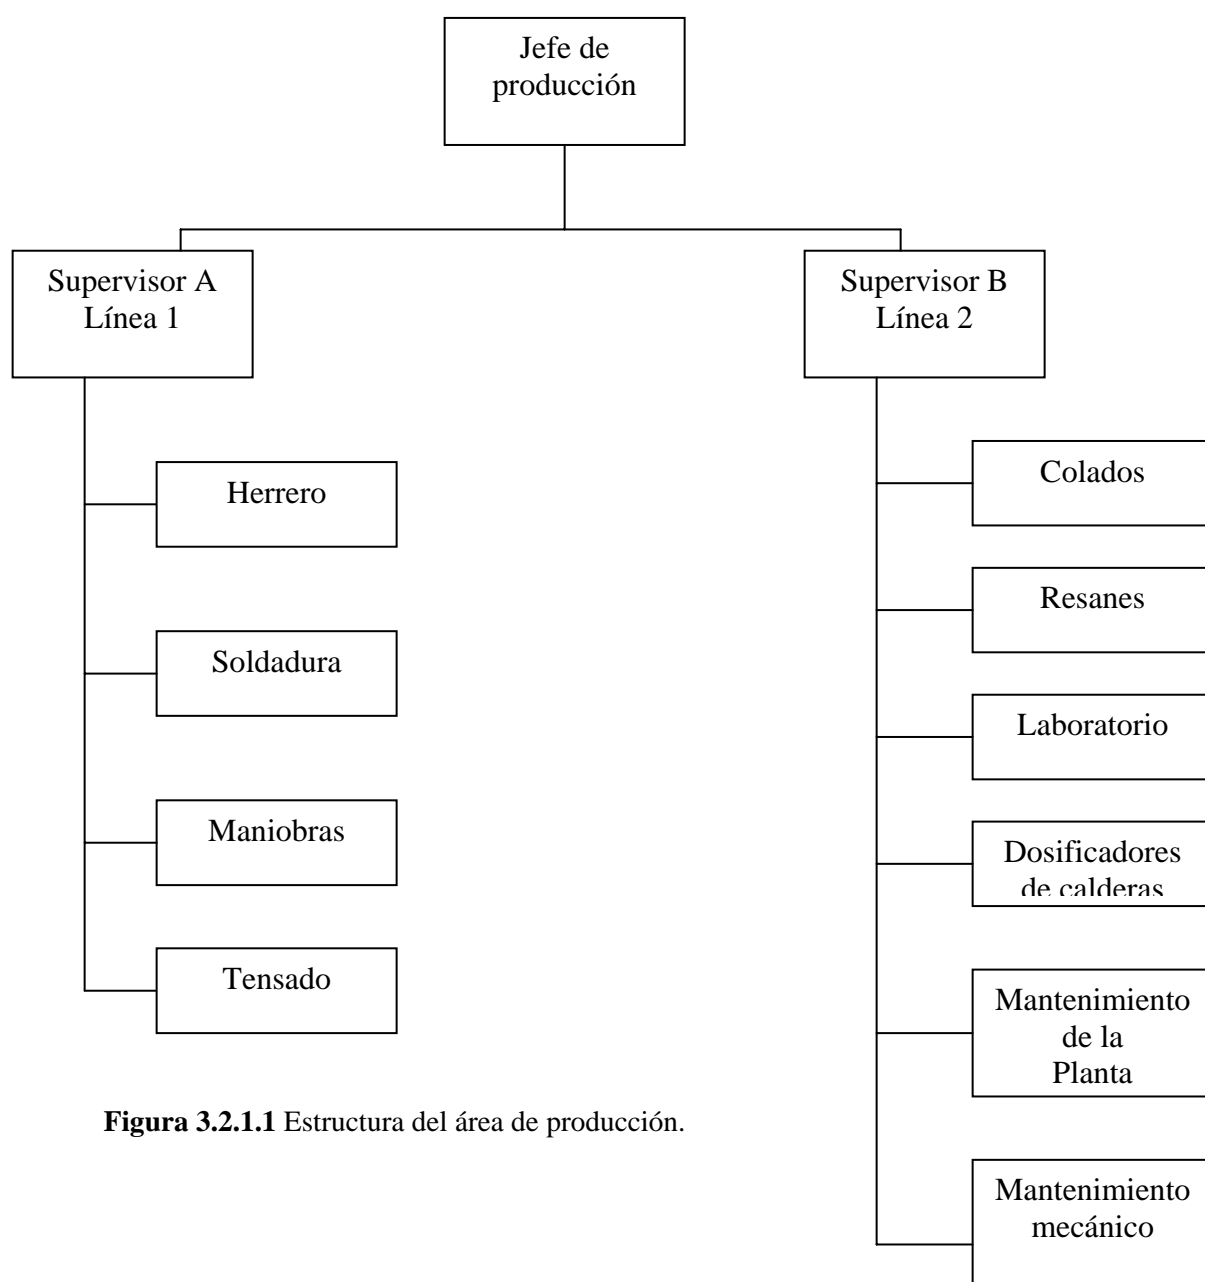 Jefe de
producción
Supervisor A
Línea 1
Supervisor B
Línea 2
Herrero
Soldadura
Maniobras
Tensado
Colados
Resanes
Laboratorio
Dosificadores
de calderas
Mantenimiento
de la
Planta
Mantenimiento
mecánico
Figura 3.2.1.1 Estructura del área de producción.